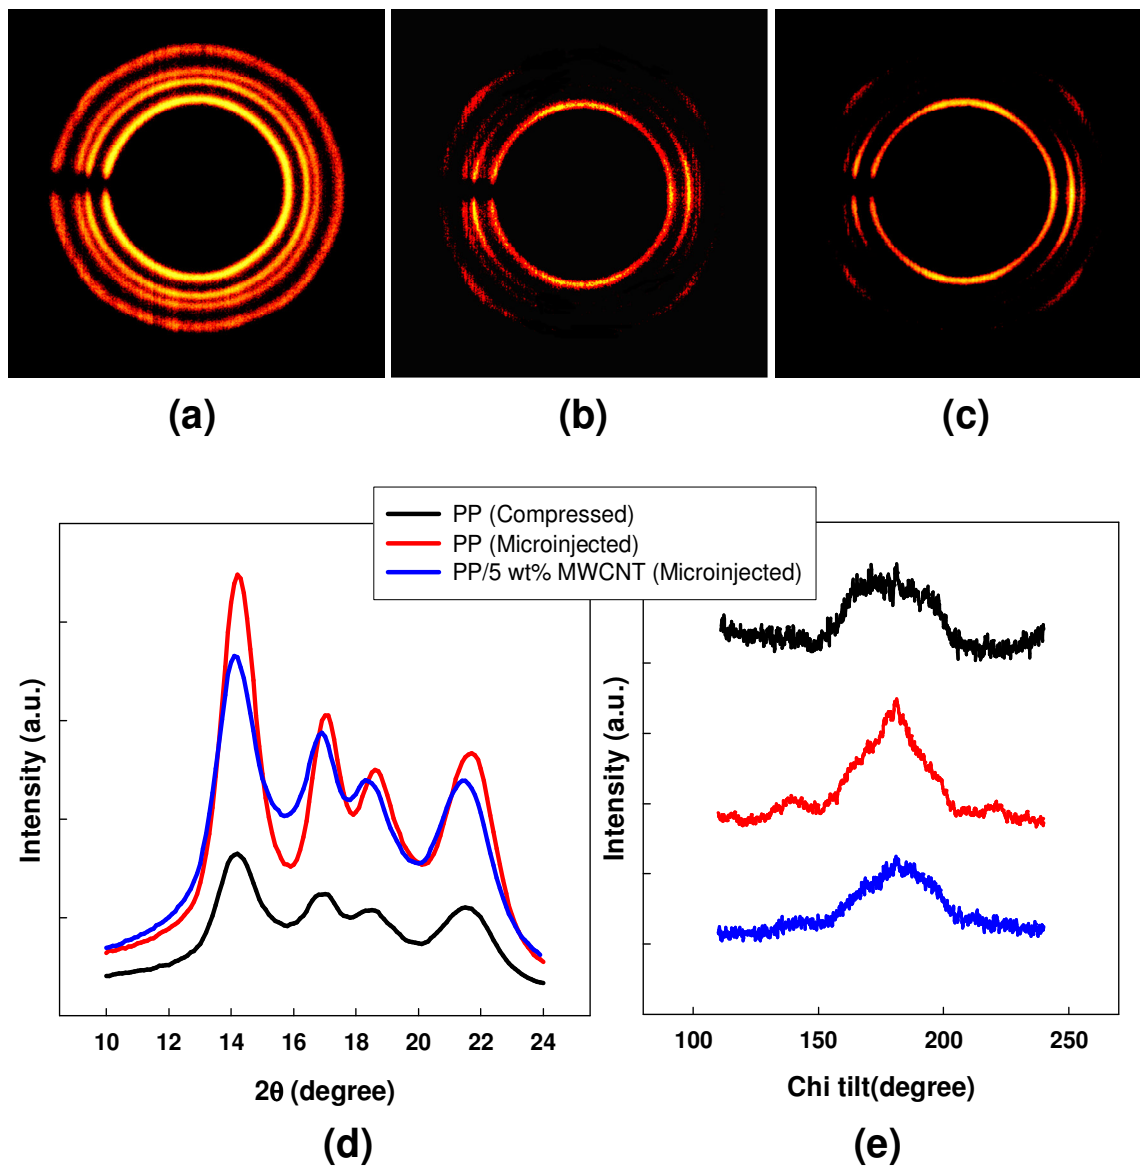 (a)
(b)
(c)
PP (Compressed)
PP (Microinjected)
PP/5 wt% MWCNT (Microinjected)
Intensity (a.u.)
10 12 14 16 18 20 22 24
2θ (degree)
(d)
Intensity (a.u.)
100 150 200 250
Chi tilt(degree)
(e)